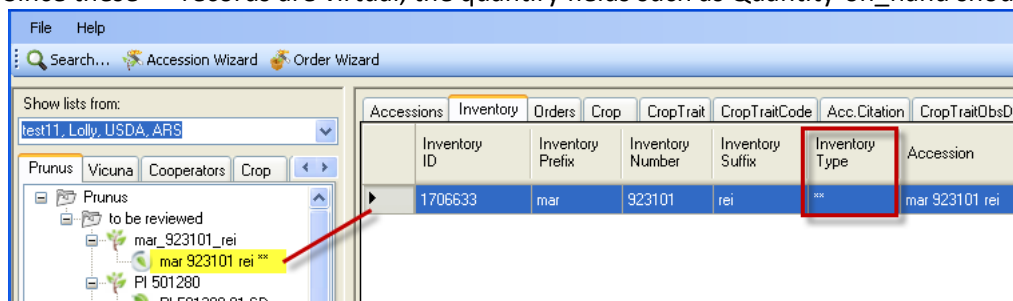 File Help
Search... Accession Wizard Order Wizard
Show lists from:
test11, Lolly, USDA, ARS
Prunus Vicuna Cooperators Crop
Prunus
to be reviewed
mar_923101_rei
mar 923101 rei **
PI 501280
Accessions Inventory Orders Crop CropTrait CropTraitCode Acc.Citation CropTraitObsD
Inventory ID Inventory Prefix Inventory Number Inventory Suffix Inventory Type Accession
1706633 mar 923101 rei ** mar 923101 rei